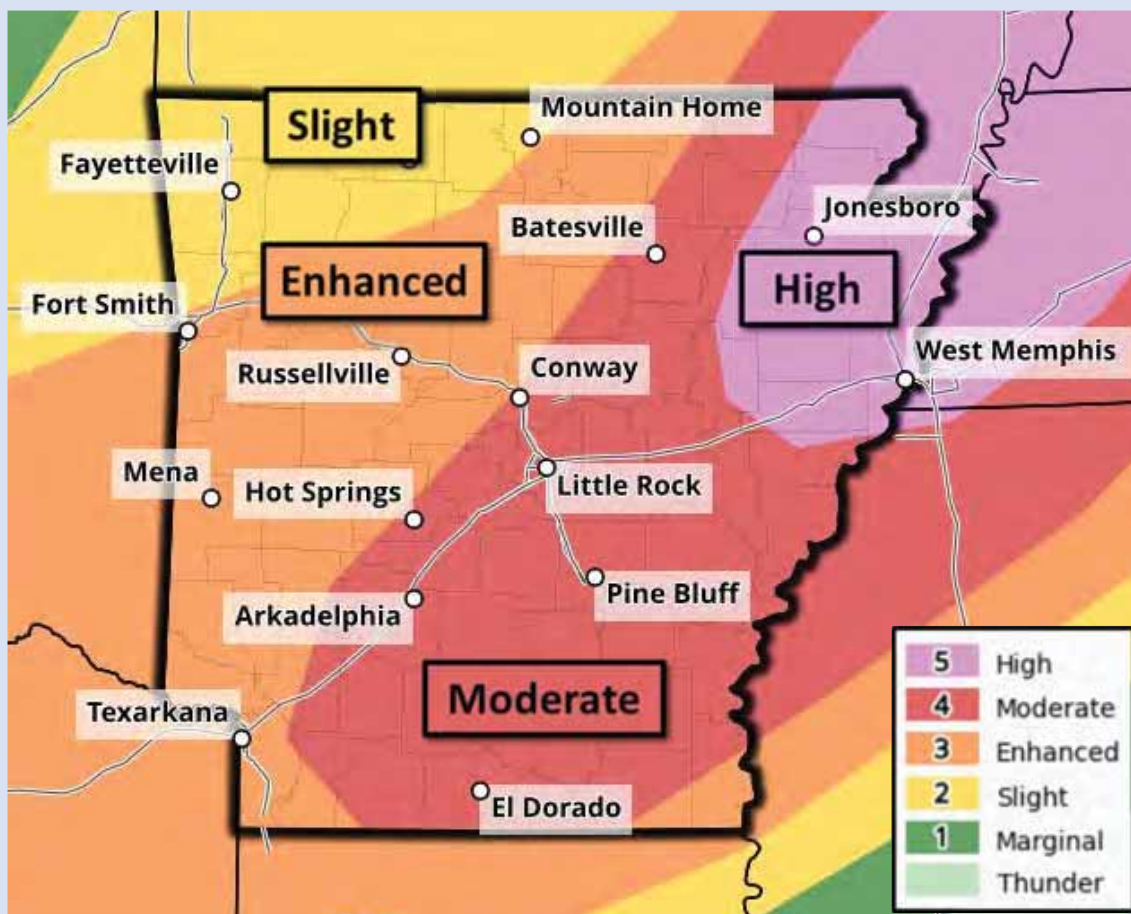 Mountain Home
Slight
Fayetteville
Jonesboro
Batesville
Enhanced
High
Fort Smith
West Memphis
Russellville
Conway
Mena
Hot Springs
Little Rock
Arkadelphia
Pine Bluff
Moderate
Texarkana
El Dorado
5 High
4 Moderate
3 Enhanced
2 Slight
1 Marginal
Thunder